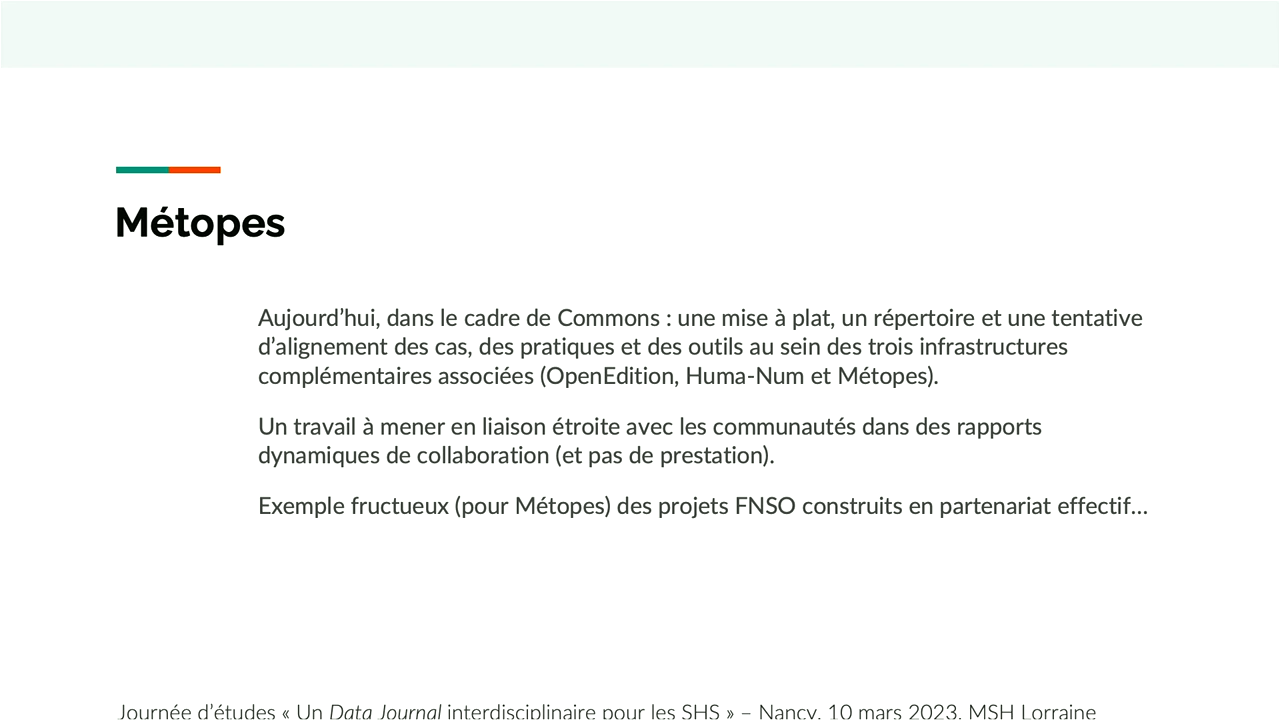 Métopes
Aujourd’hui, dans le cadre de Commons : une mise à plat, un répertoire et une tentative
d’alignement des cas, des pratiques et des outils au sein des trois infrastructures
complémentaires associées (OpenEdition, Huma-Num et Métopes).
Un travail à mener en liaison étroite avec les communautés dans des rapports
dynamiques de collaboration (et pas de prestation).
Exemple fructueux (pour Métopes) des projets FNSO construits en partenariat effectif…
Journée d’études « Un Data Journal interdisciplinaire pour les SHS » – Nancy, 10 mars 2023, MSH Lorraine